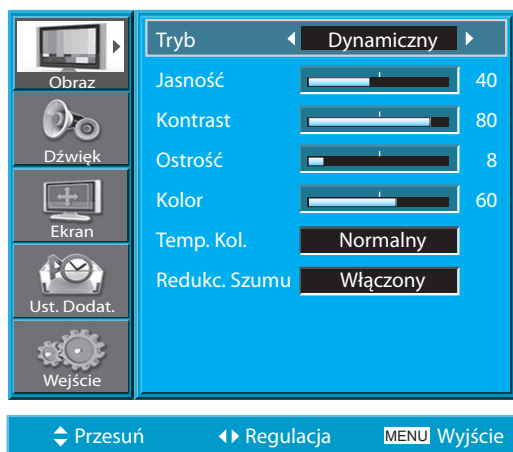 Obraz
Dźwięk
Ekran
Ust. Dodat.
Wejście
Tryb Dynamiczny
Jasność 40
Kontrast 80
Ostrość 8
Kolor 60
Temp. Kol. Normalny
Redukc. Szumu Włączony
Przesuń Regulacja MENU Wyjście